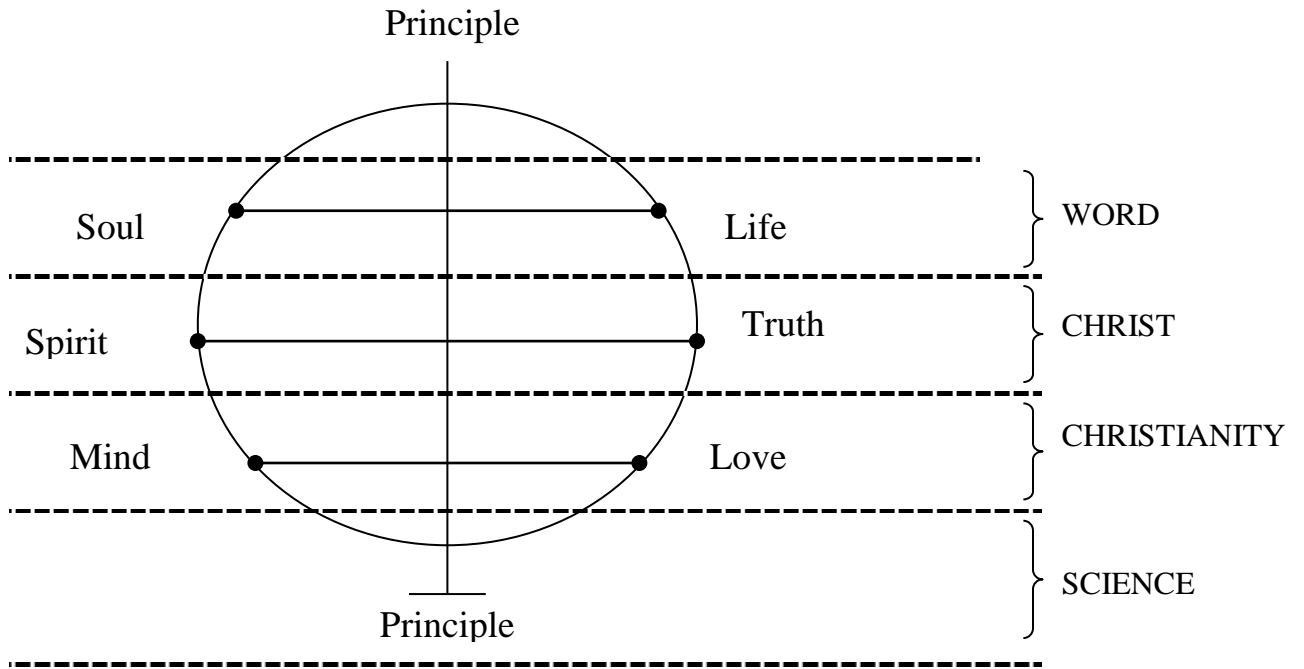 Principle
Soul
Life
WORD
Spirit
Truth
CHRIST
Mind
Love
CHRISTIANITY
SCIENCE
Principle